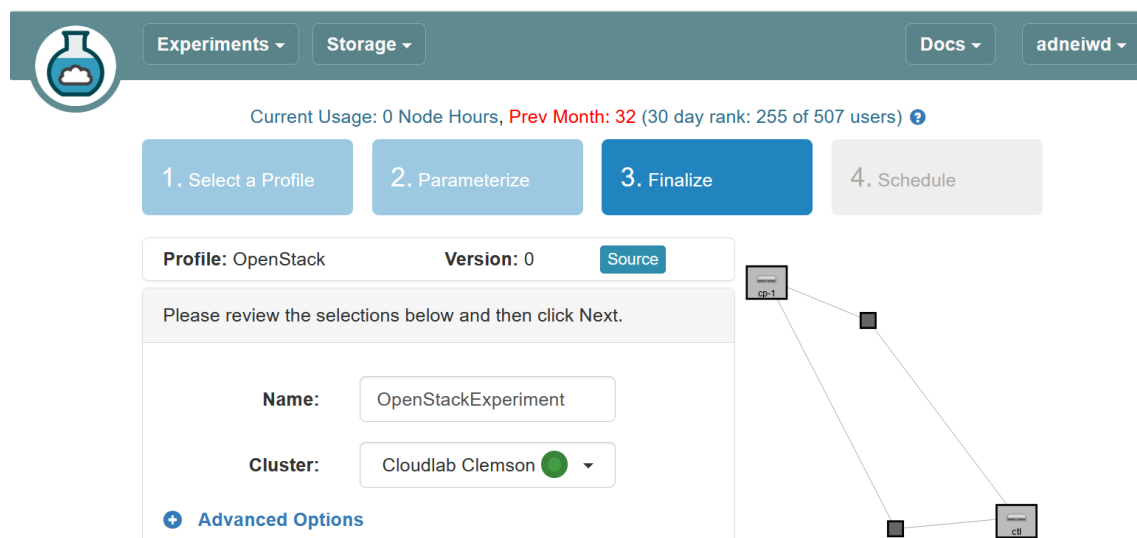 Experiments Storage Docs adneiwd
Current Usage: 0 Node Hours, Prev Month: 32 (30 day rank: 255 of 507 users)
1. Select a Profile 2. Parameterize 3. Finalize 4. Schedule
Profile: OpenStack Version: 0 Source
cp-1
Please review the selections below and then click Next.
Name: OpenStackExperiment
Cluster: Cloudlab Clemson
Advanced Options
ctl